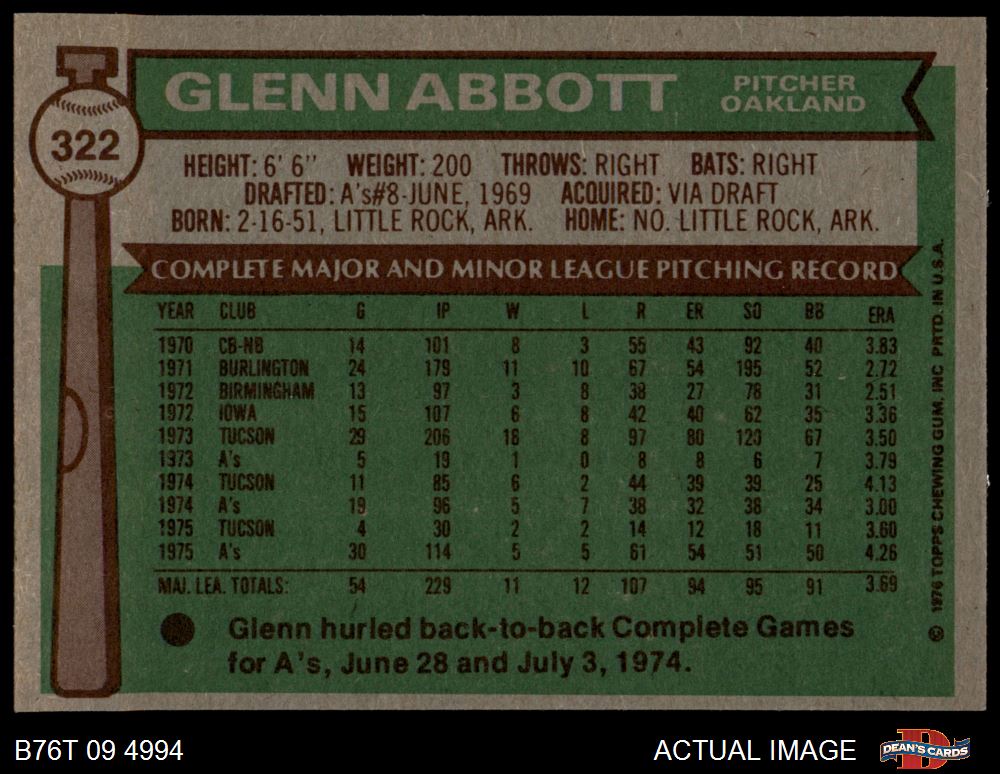 GLENN ABBOTT
PITCHER
OAKLAND
322
HEIGHT: 6' 6" WEIGHT: 200 THROWS: RIGHT BATS: RIGHT
DRAFTED: A's#8-JUNE, 1969 ACQUIRED: VIA DRAFT
BORN: 2-16-51, LITTLE ROCK, ARK. HOME: NO. LITTLE ROCK, ARK.
COMPLETE MAJOR AND MINOR LEAGUE PITCHING RECORD
YEAR CLUB G IP W L R ER SO BB ERA
1970 CB-NB 14 101 8 3 55 43 92 40 3.83
1971 BURLINGTON 24 179 11 10 67 54 195 52 2.72
1972 BIRMINGHAM 13 97 3 8 38 27 78 31 2.51
1972 IOWA 15 107 6 8 42 40 62 35 3.36
1973 TUCSON 29 206 18 8 97 80 123 67 3.50
1973 A's 5 19 1 0 8 8 6 7 3.79
1974 TUCSON 11 85 6 2 44 39 39 25 4.13
1974 A's 19 96 5 7 38 32 38 34 3.00
1975 TUCSON 4 30 2 2 14 12 18 11 3.60
1975 A's 30 114 5 5 61 54 51 50 4.26
MAJ. LEA. TOTALS: 54 229 11 12 107 94 95 91 3.69
Glenn hurled back-to-back Complete Games
for A's, June 28 and July 3, 1974.
© 1976 TOPPS CHEWING GUM, INC PRTD. IN U.S.A.
B76T 09 4994
ACTUAL IMAGE
DEAN'S CARDS